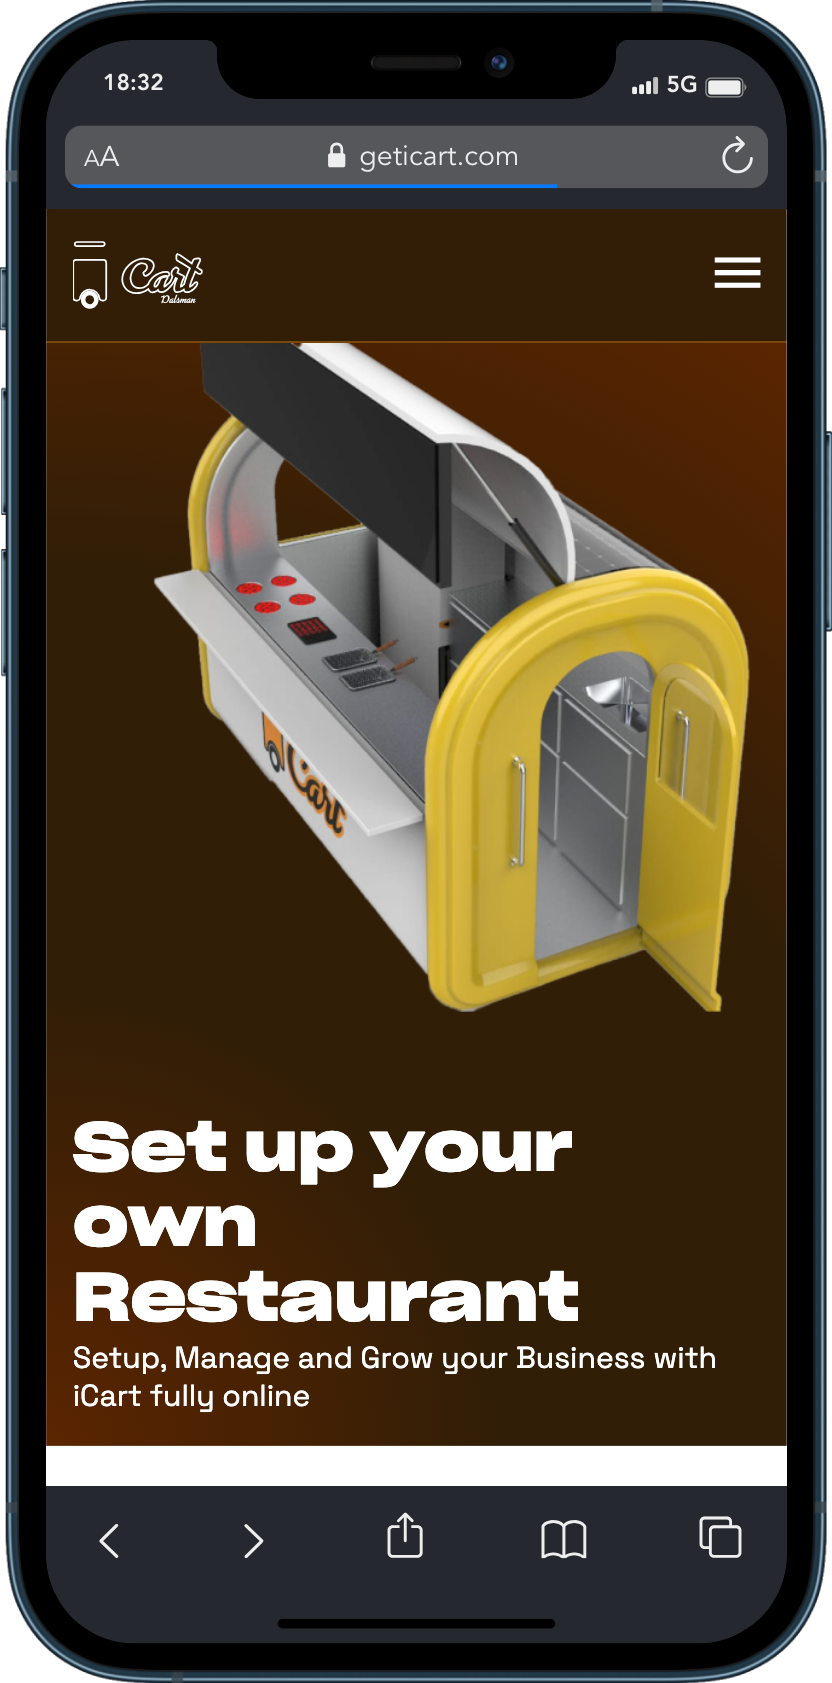 18:32
5G
AA
geticart.com
Cart
Dalsman
Cart
Set up your
own
Restaurant
Setup, Manage and Grow your Business with
iCart fully online